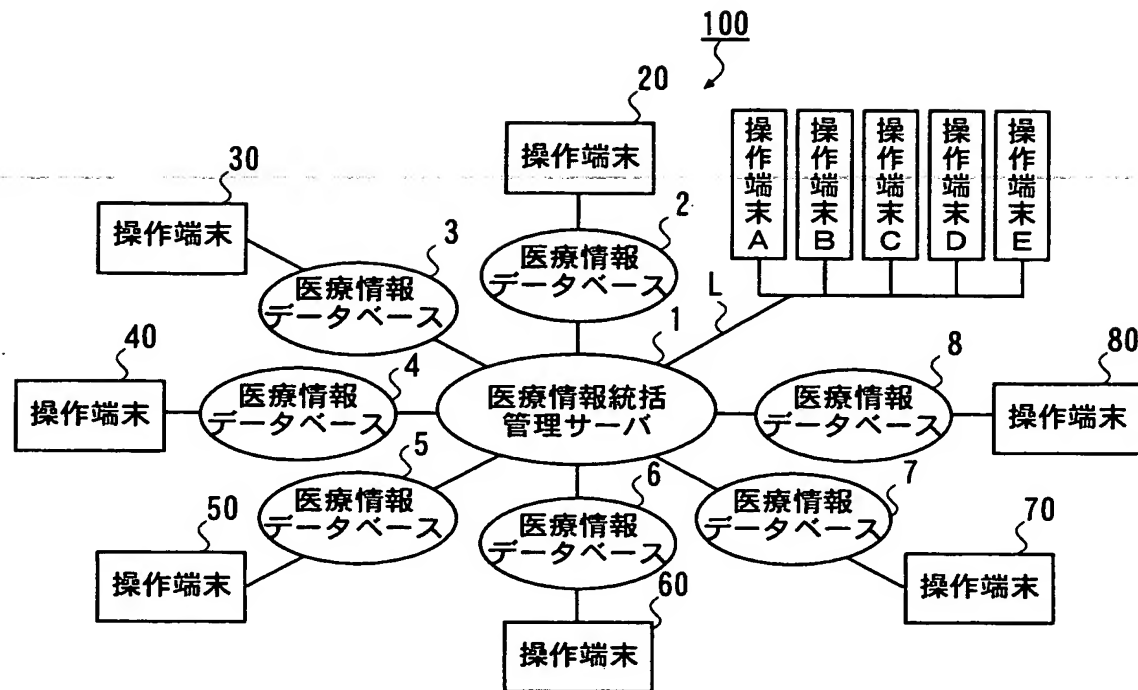 100
20
操作端末
操作端末A
操作端末B
操作端末C
操作端末D
操作端末E
30
操作端末
2
医療情報
データベース
3
医療情報
データベース
L
1
医療情報統括
管理サーバ
40
操作端末
4
医療情報
データベース
8
医療情報
データベース
80
操作端末
5
医療情報
データベース
6
医療情報
データベース
7
医療情報
データベース
50
操作端末
70
操作端末
60
操作端末